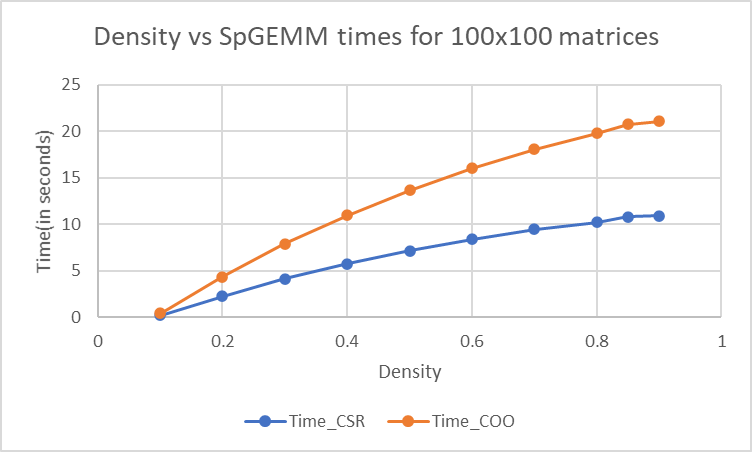 Density vs SpGEMM times for 100x100 matrices
25
20
15
10
5
0
Time(in seconds)
0 0.2 0.4 0.6 0.8 1
Density
Time_CSR Time_COO